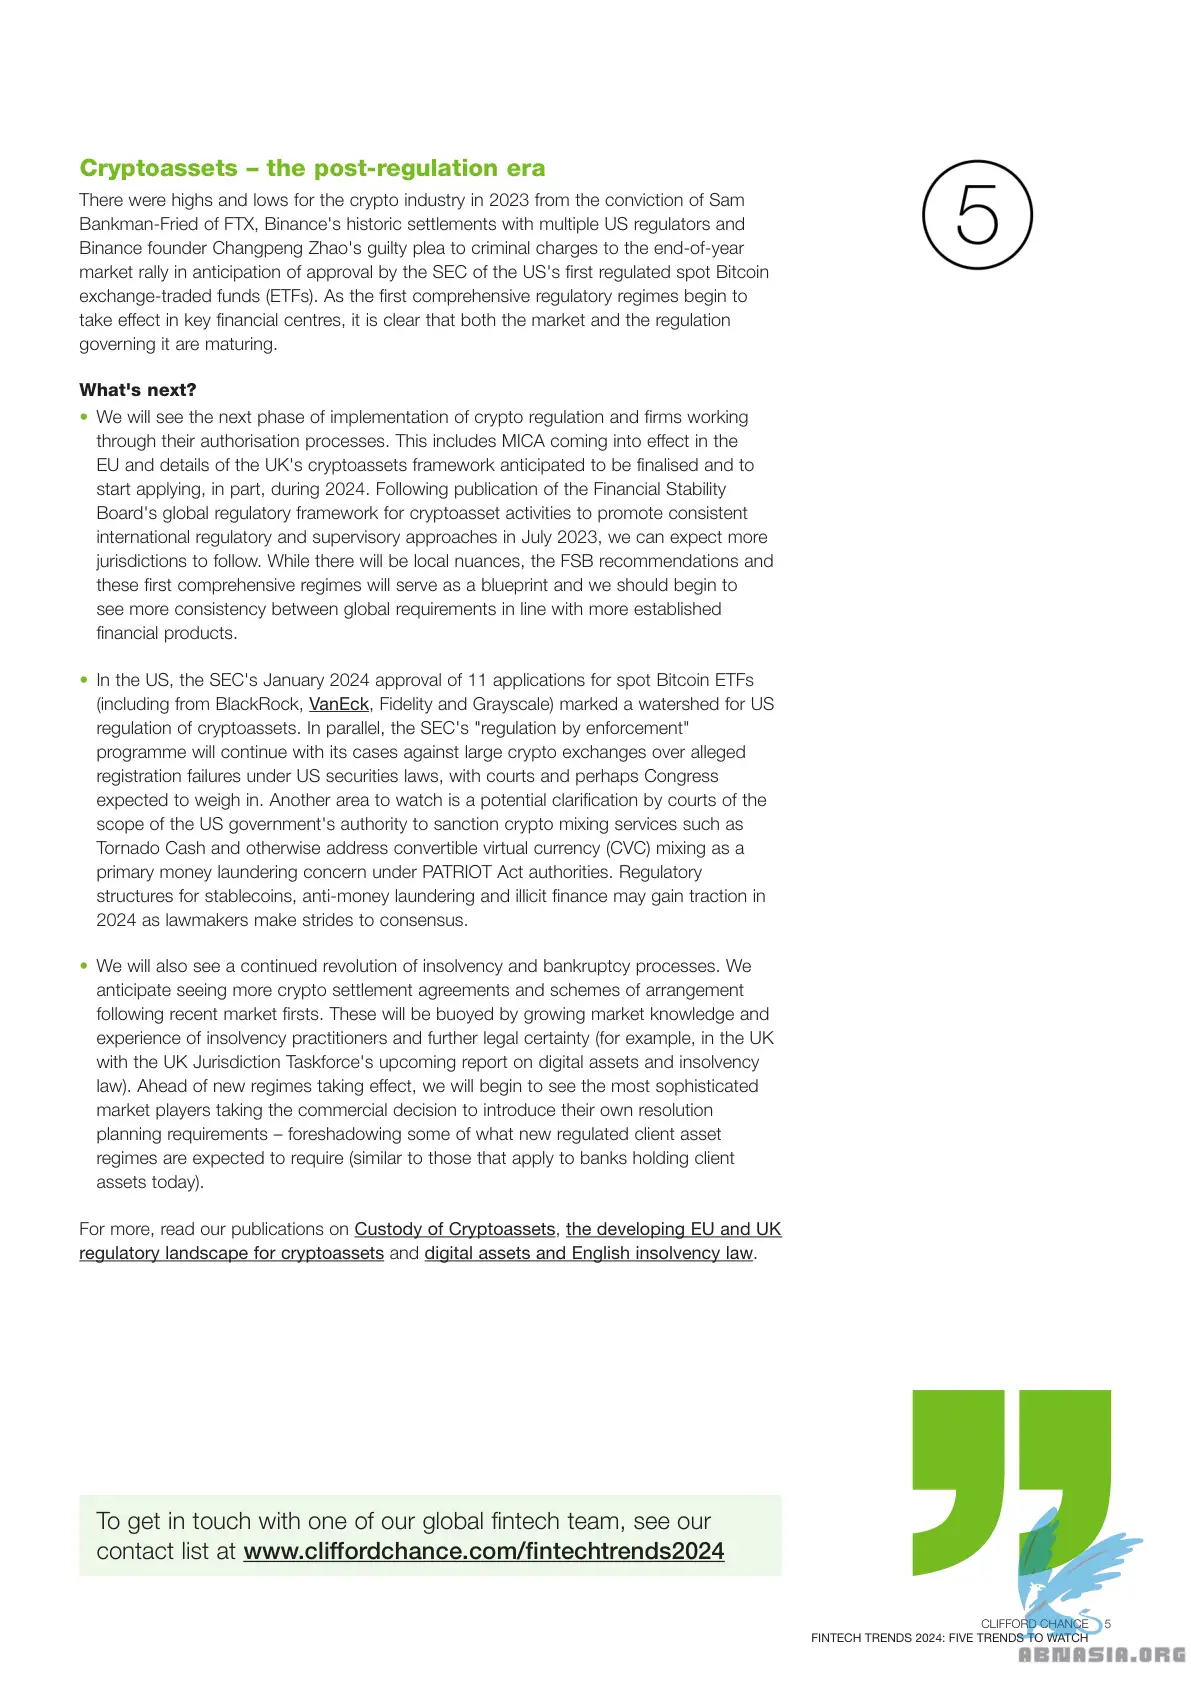 Cryptoassets – the post-regulation era
There were highs and lows for the crypto industry in 2023 from the conviction of Sam
Bankman-Fried of FTX, Binance's historic settlements with multiple US regulators and
Binance founder Changpeng Zhao's guilty plea to criminal charges to the end-of-year
market rally in anticipation of approval by the SEC of the US's first regulated spot Bitcoin
exchange-traded funds (ETFs). As the first comprehensive regulatory regimes begin to
take effect in key financial centres, it is clear that both the market and the regulation
governing it are maturing.
5
What's next?
• We will see the next phase of implementation of crypto regulation and firms working
through their authorisation processes. This includes MICA coming into effect in the
EU and details of the UK's cryptoassets framework anticipated to be finalised and to
start applying, in part, during 2024. Following publication of the Financial Stability
Board's global regulatory framework for cryptoasset activities to promote consistent
international regulatory and supervisory approaches in July 2023, we can expect more
jurisdictions to follow. While there will be local nuances, the FSB recommendations and
these first comprehensive regimes will serve as a blueprint and we should begin to
see more consistency between global requirements in line with more established
financial products.
• In the US, the SEC's January 2024 approval of 11 applications for spot Bitcoin ETFs
(including from BlackRock, VanEck, Fidelity and Grayscale) marked a watershed for US
regulation of cryptoassets. In parallel, the SEC's "regulation by enforcement"
programme will continue with its cases against large crypto exchanges over alleged
registration failures under US securities laws, with courts and perhaps Congress
expected to weigh in. Another area to watch is a potential clarification by courts of the
scope of the US government's authority to sanction crypto mixing services such as
Tornado Cash and otherwise address convertible virtual currency (CVC) mixing as a
primary money laundering concern under PATRIOT Act authorities. Regulatory
structures for stablecoins, anti-money laundering and illicit finance may gain traction in
2024 as lawmakers make strides to consensus.
• We will also see a continued revolution of insolvency and bankruptcy processes. We
anticipate seeing more crypto settlement agreements and schemes of arrangement
following recent market firsts. These will be buoyed by growing market knowledge and
experience of insolvency practitioners and further legal certainty (for example, in the UK
with the UK Jurisdiction Taskforce's upcoming report on digital assets and insolvency
law). Ahead of new regimes taking effect, we will begin to see the most sophisticated
market players taking the commercial decision to introduce their own resolution
planning requirements – foreshadowing some of what new regulated client asset
regimes are expected to require (similar to those that apply to banks holding client
assets today).
For more, read our publications on Custody of Cryptoassets, the developing EU and UK
regulatory landscape for cryptoassets and digital assets and English insolvency law.
To get in touch with one of our global fintech team, see our
contact list at www.cliffordchance.com/fintechtrends2024
CLIFFORD CHANCE 5
FINTECH TRENDS 2024: FIVE TRENDS TO WATCH
ABNASIA.ORG